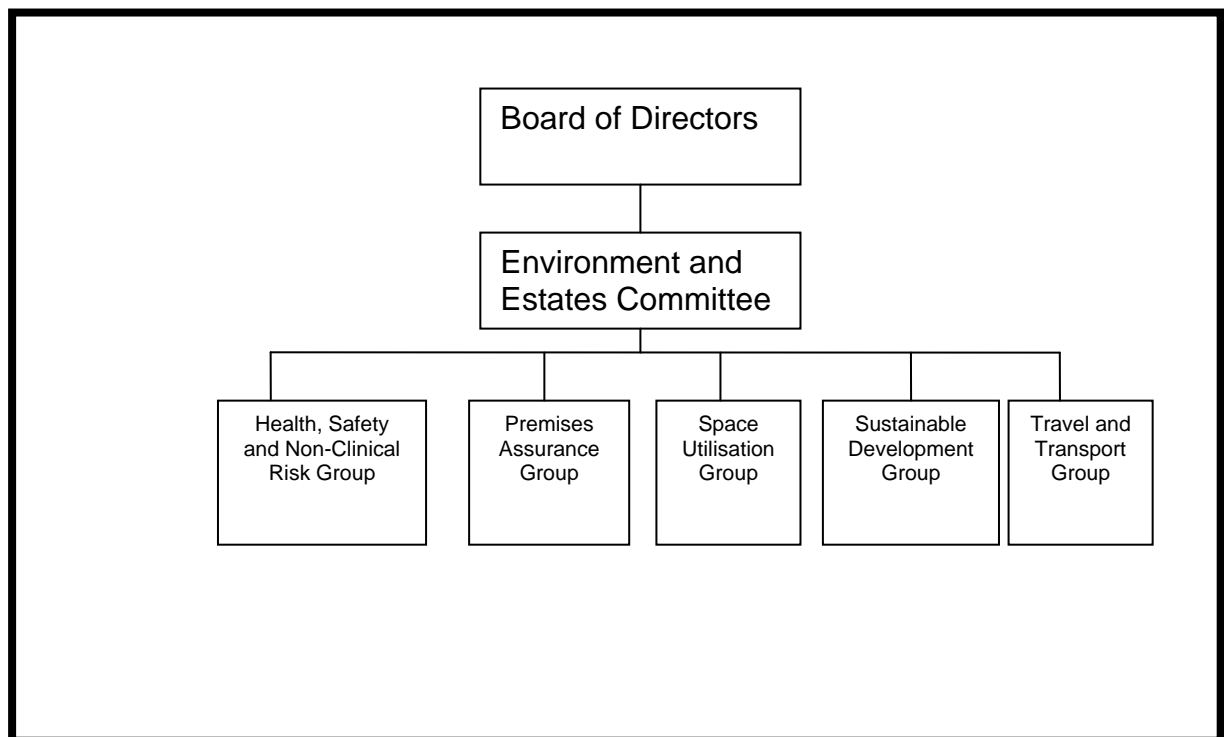 Board of Directors
Environment and
Estates Committee
Health, Safety
and Non-Clinical
Risk Group
Premises
Assurance
Group
Space
Utilisation
Group
Sustainable
Development
Group
Travel and
Transport
Group